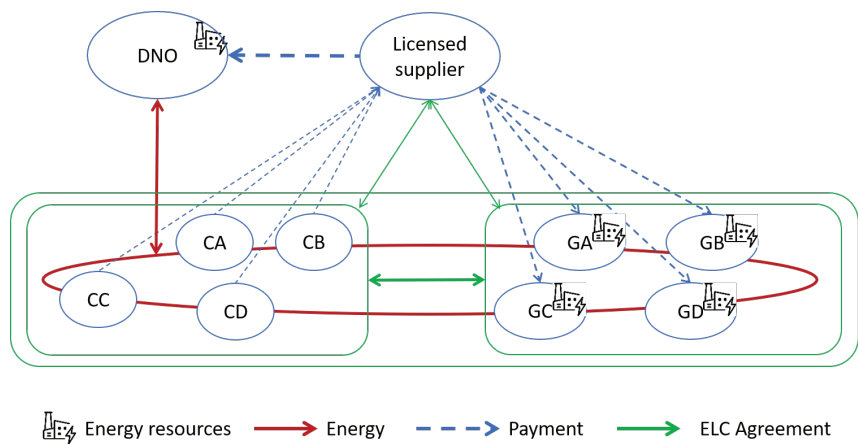 DNO
Licensed
supplier
CA
CB
GA
GB
CC
CD
GC
GD
Energy resources
Energy
Payment
ELC Agreement